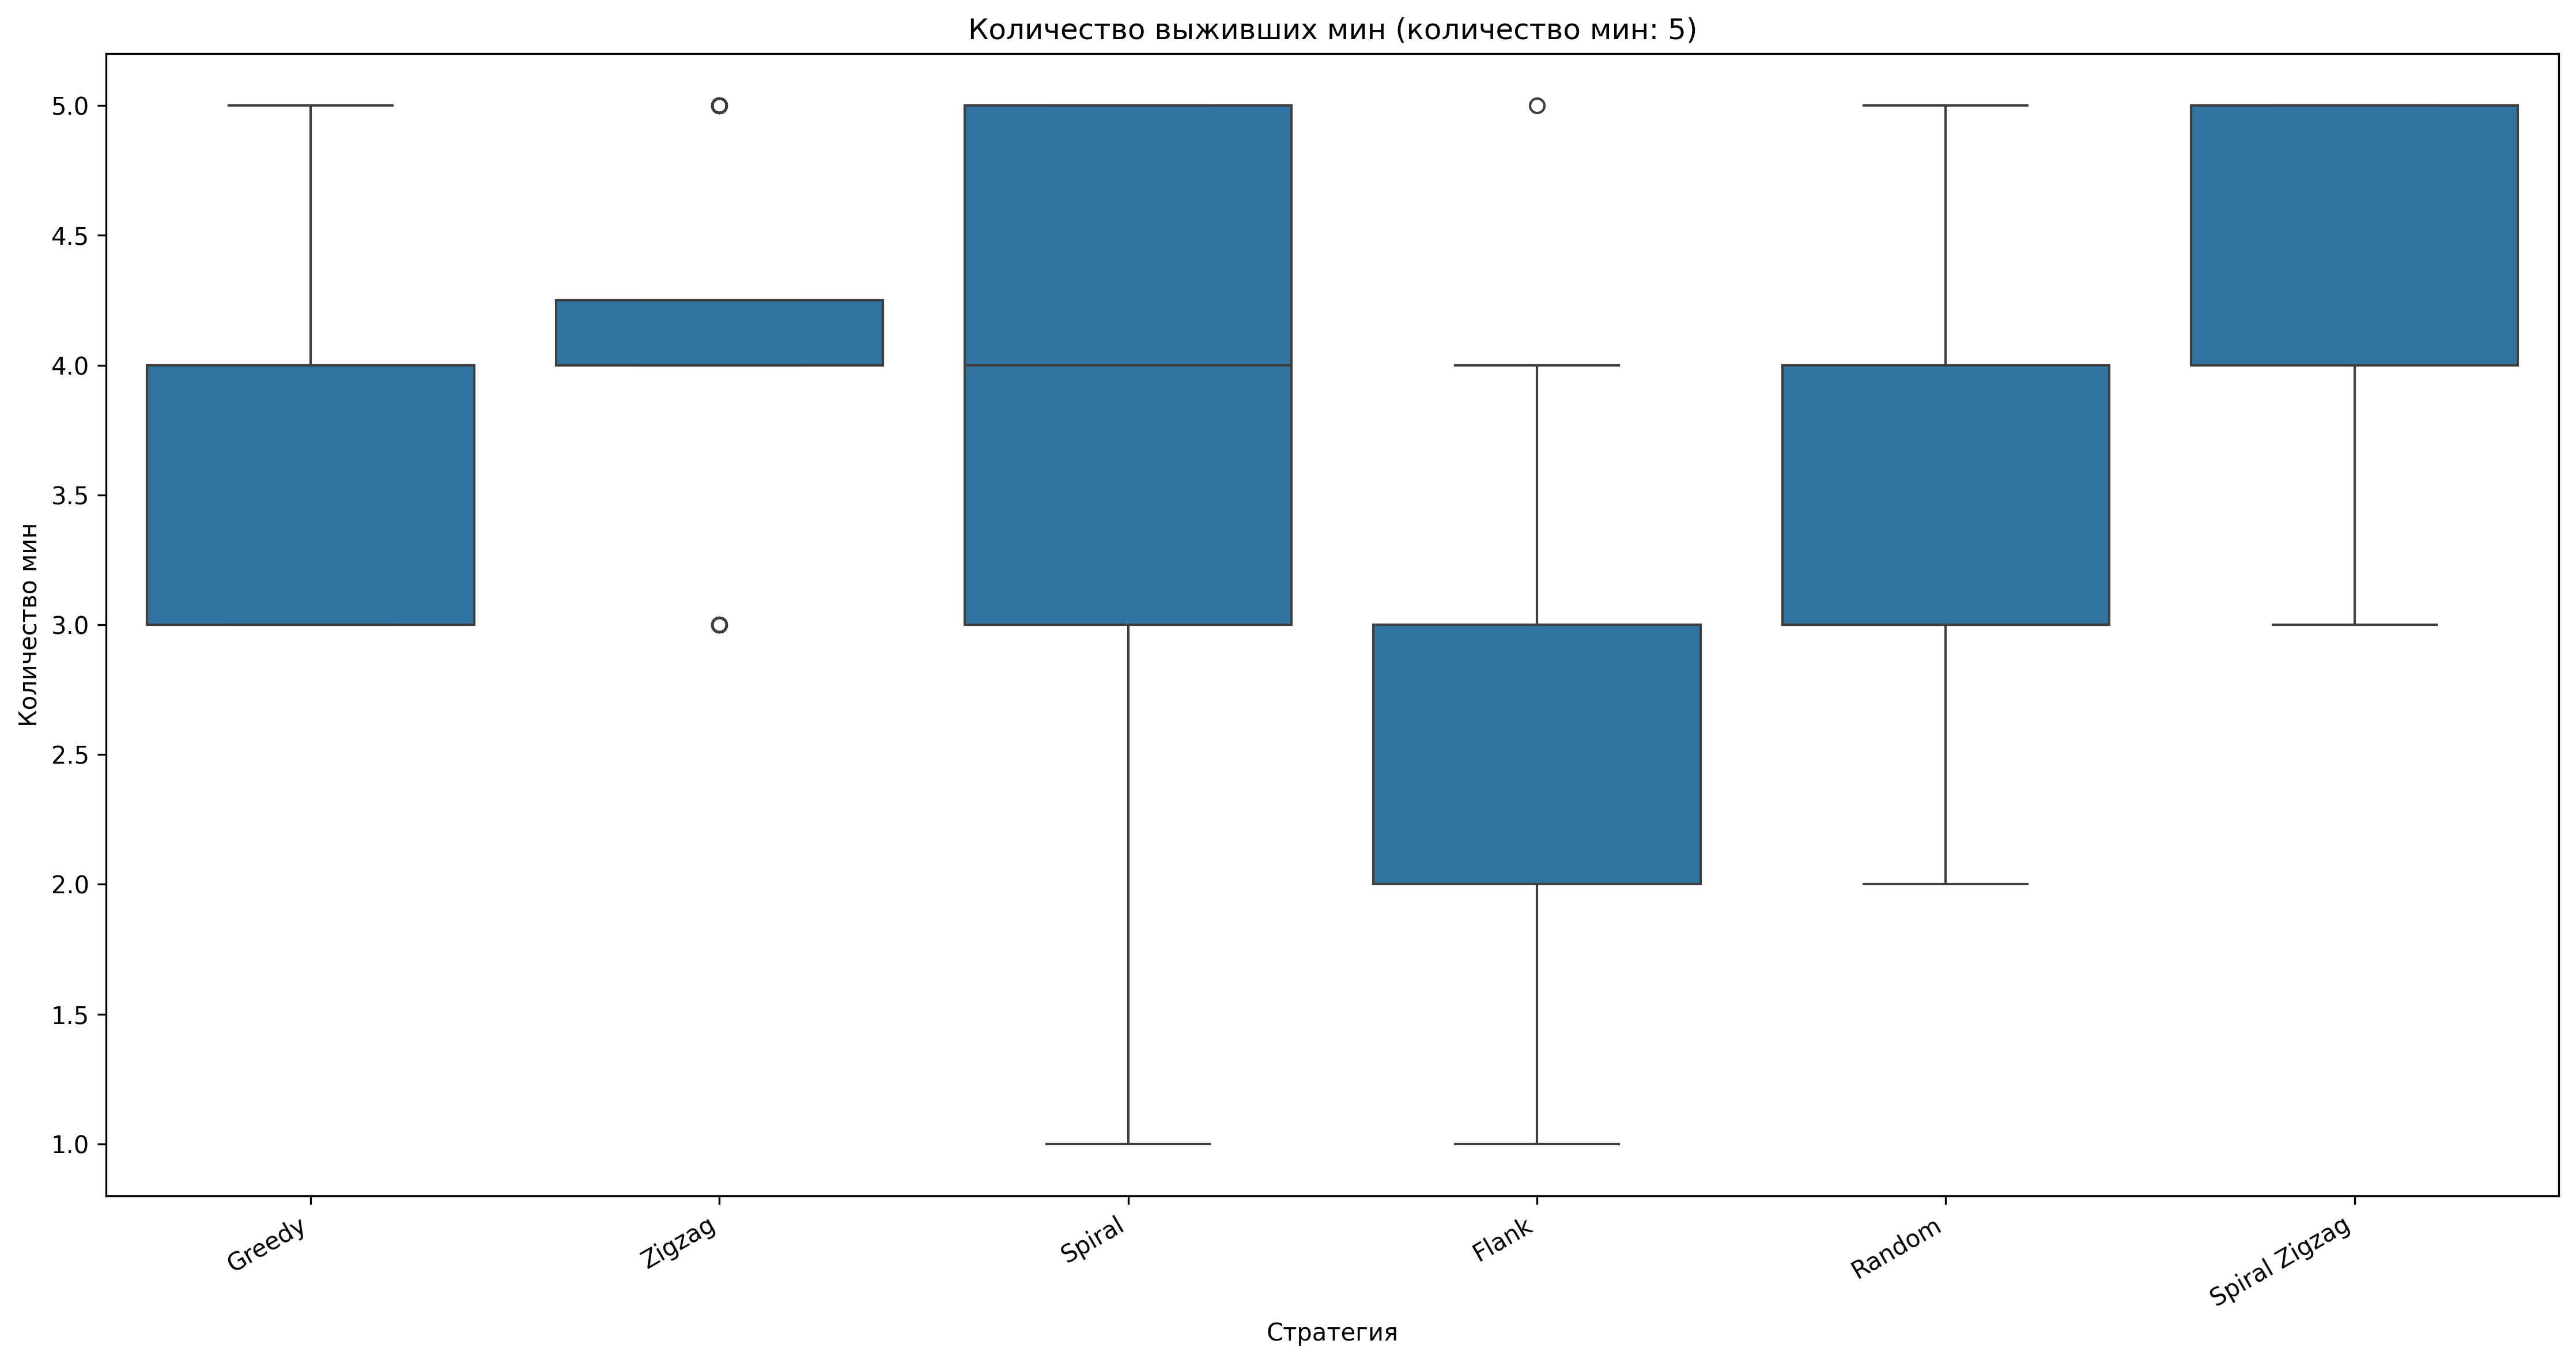 Количество выживших мин (количество мин: 5)
Количество мин
5.0
4.5
4.0
3.5
3.0
2.5
2.0
1.5
1.0
Greedy
Zigzag
Spiral
Flank
Random
Spiral Zigzag
Стратегия